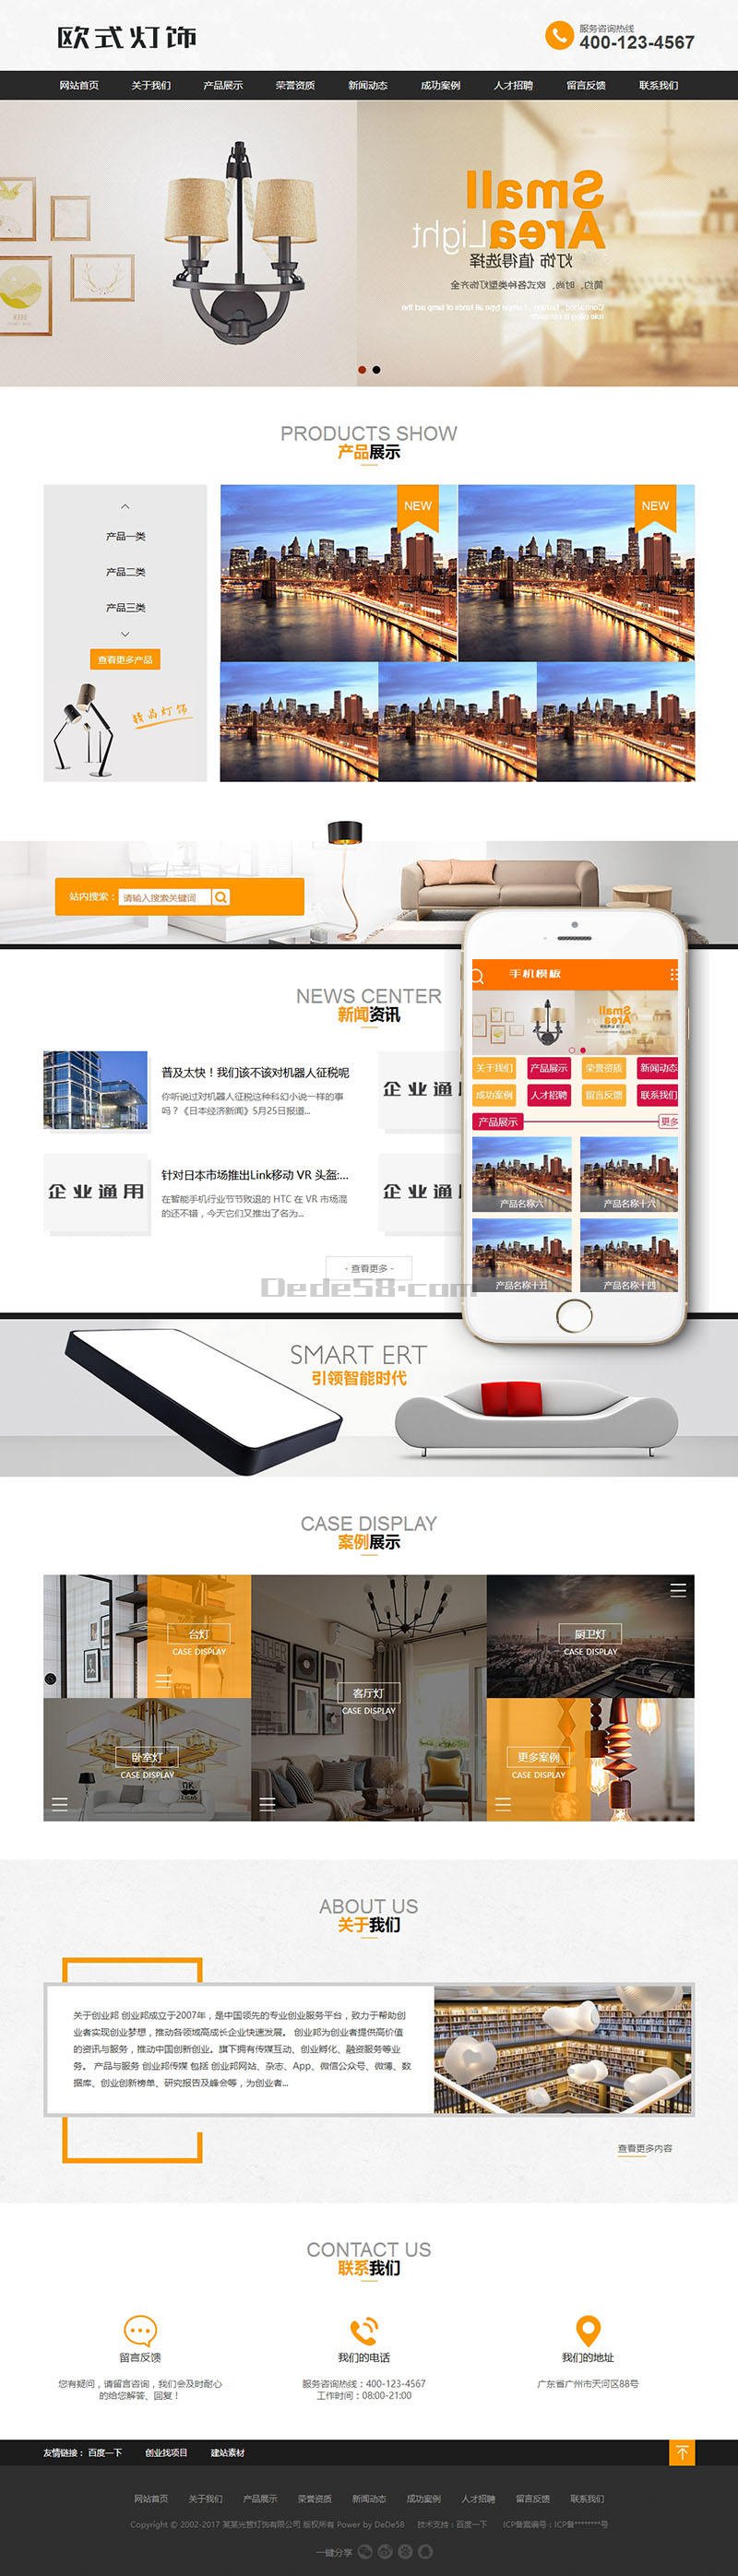 欧式灯饰
服务咨询热线
400-123-4567
网站首页 关于我们 产品展示 荣誉资质 新闻动态 成功案例 人才招聘 留言反馈 联系我们
Small
AreaLight
灯饰值得选择
简约、时尚、欧式各种类型灯饰齐全
PRODUCTS SHOW
产品展示
产品一类
产品二类
产品三类
查看更多产品
精品灯饰
NEW NEW
站内搜索： 请输入搜索关键词
NEWS CENTER
新闻资讯
普及太快！我们该不该对机器人征税呢
你听说过对机器人征税这种科幻小说一样的事
吗？《日本经济新闻》5月25日报道...
企业通用
企业通用
针对日本市场推出Link移动 VR 头盔:...
在智能手机行业节节败退的 HTC 在 VR 市场混
的还不错，今天它们又推出了名为...
企业通用
- 查看更多 -
Dede58.com
手机模板
Small
AreaLight
关于我们 产品展示 荣誉资质 新闻动态
成功案例 人才招聘 留言反馈 联系我们
产品展示 更多
产品名称六 产品名称十六
产品名称十五 产品名称十四
SMART ERT
引领智能时代
CASE DISPLAY
案例展示
台灯
CASE DISPLAY
客厅灯
CASE DISPLAY
厨卫灯
CASE DISPLAY
卧室灯
CASE DISPLAY
更多案例
CASE DISPLAY
ABOUT US
关于我们
关于创业邦 创业邦成立于2007年，是中国领先的专业创业服务平台，致力于帮助创
业者实现创业梦想，推动各领域高成长企业快速发展。 创业邦为创业者提供高价值
的资讯与服务，推动中国创新创业。旗下拥有传媒互动、创业孵化、融资服务等业
务。 产品与服务 创业邦传媒 包括 创业邦网站、杂志、App、微信公众号、微博、数
据库、创业创新榜单、研究报告及峰会等，为创业者...
查看更多内容
CONTACT US
联系我们
留言反馈
您有疑问，请留言咨询，我们会及时耐心
的给您解答、回复！
我们的电话
服务咨询热线：400-123-4567
工作时间：08:00-21:00
我们的地址
广东省广州市天河区88号
友情链接： 百度一下 创业找项目 建站素材
网站首页 关于我们 产品展示 荣誉资质 新闻动态 成功案例 人才招聘 留言反馈 联系我们
Copyright © 2002-2017 某某光管灯饰有限公司 版权所有 Power by DeDe58 技术支持：百度一下 ICP备案编号：ICP备********号
一键分享